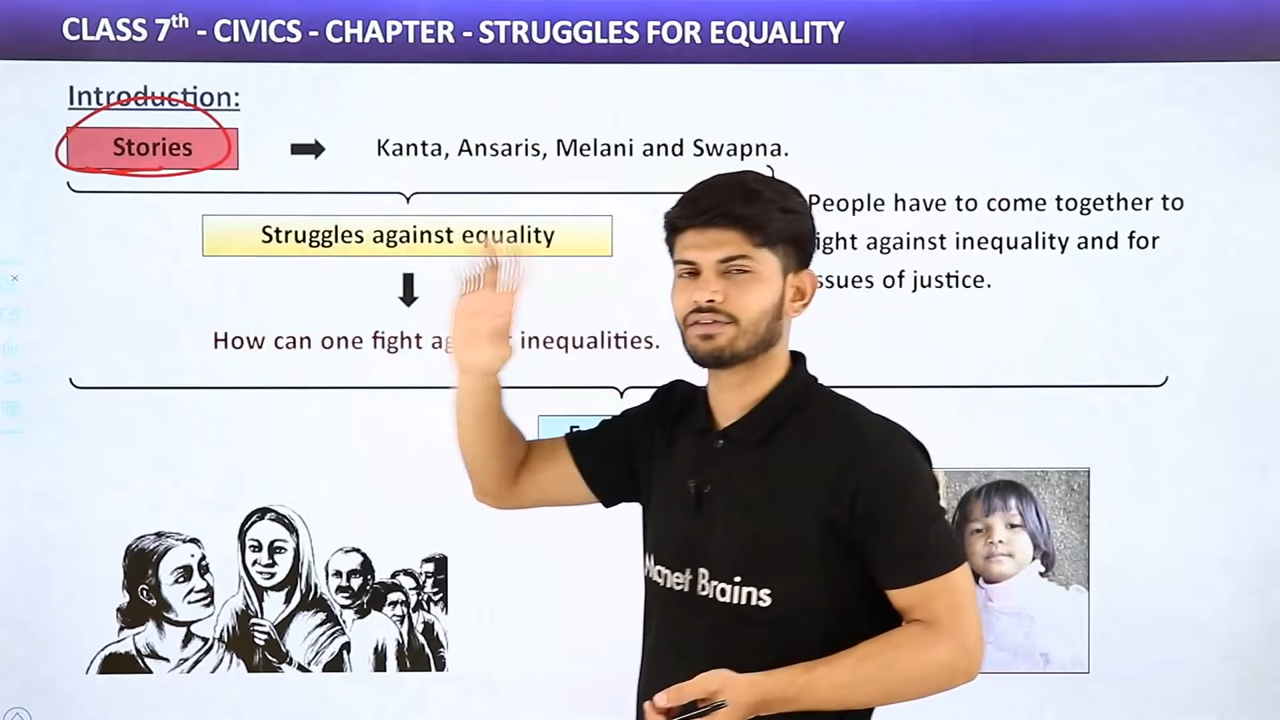 CLASS 7th - CIVICS - CHAPTER - STRUGGLES FOR EQUALITY
Introduction:
Stories
Kanta, Ansaris, Melani and Swapna.
Struggles against equality
People have to come together to
ight against inequality and for
ssues of justice.
How can one fight ag inequalities.
Manet Brains